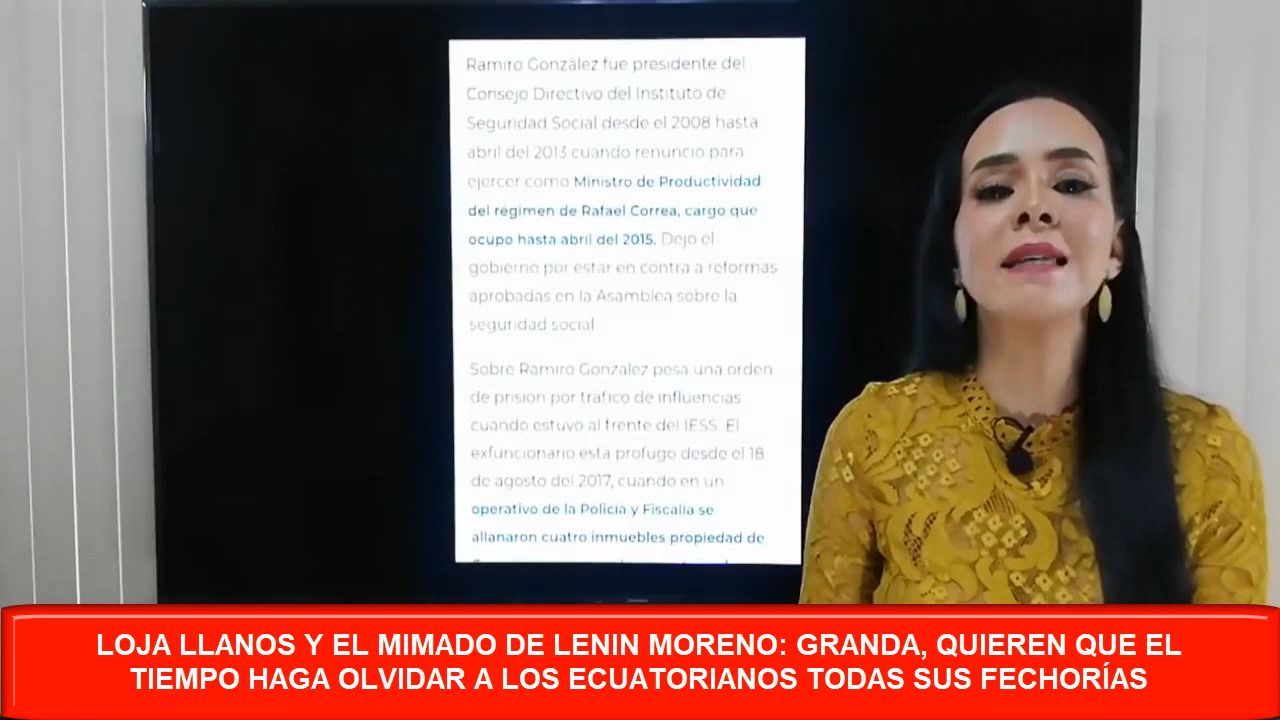 Ramiro González fue presidente del
Consejo Directivo del Instituto de
Seguridad Social desde el 2008 hasta
abril del 2013 cuando renuncio para
ejercer como Ministro de Productividad
del régimen de Rafael Correa, cargo que
ocupo hasta abril del 2015. Dejo el
gobierno por estar en contra a reformas
aprobadas en la Asamblea sobre la
seguridad social
Sobre Ramiro González pesa una orden
de prision por trafico de influencias
cuando estuvo al frente del IESS. El
exfuncionario esta profugo desde el 18
de agosto del 2017, cuando en un
operativo de la Policia y Fiscalia se
allanaron cuatro inmuebles propiedad de
LOJA LLANOS Y EL MIMADO DE LENIN MORENO: GRANDA, QUIEREN QUE EL
TIEMPO HAGA OLVIDAR A LOS ECUATORIANOS TODAS SUS FECHORÍAS